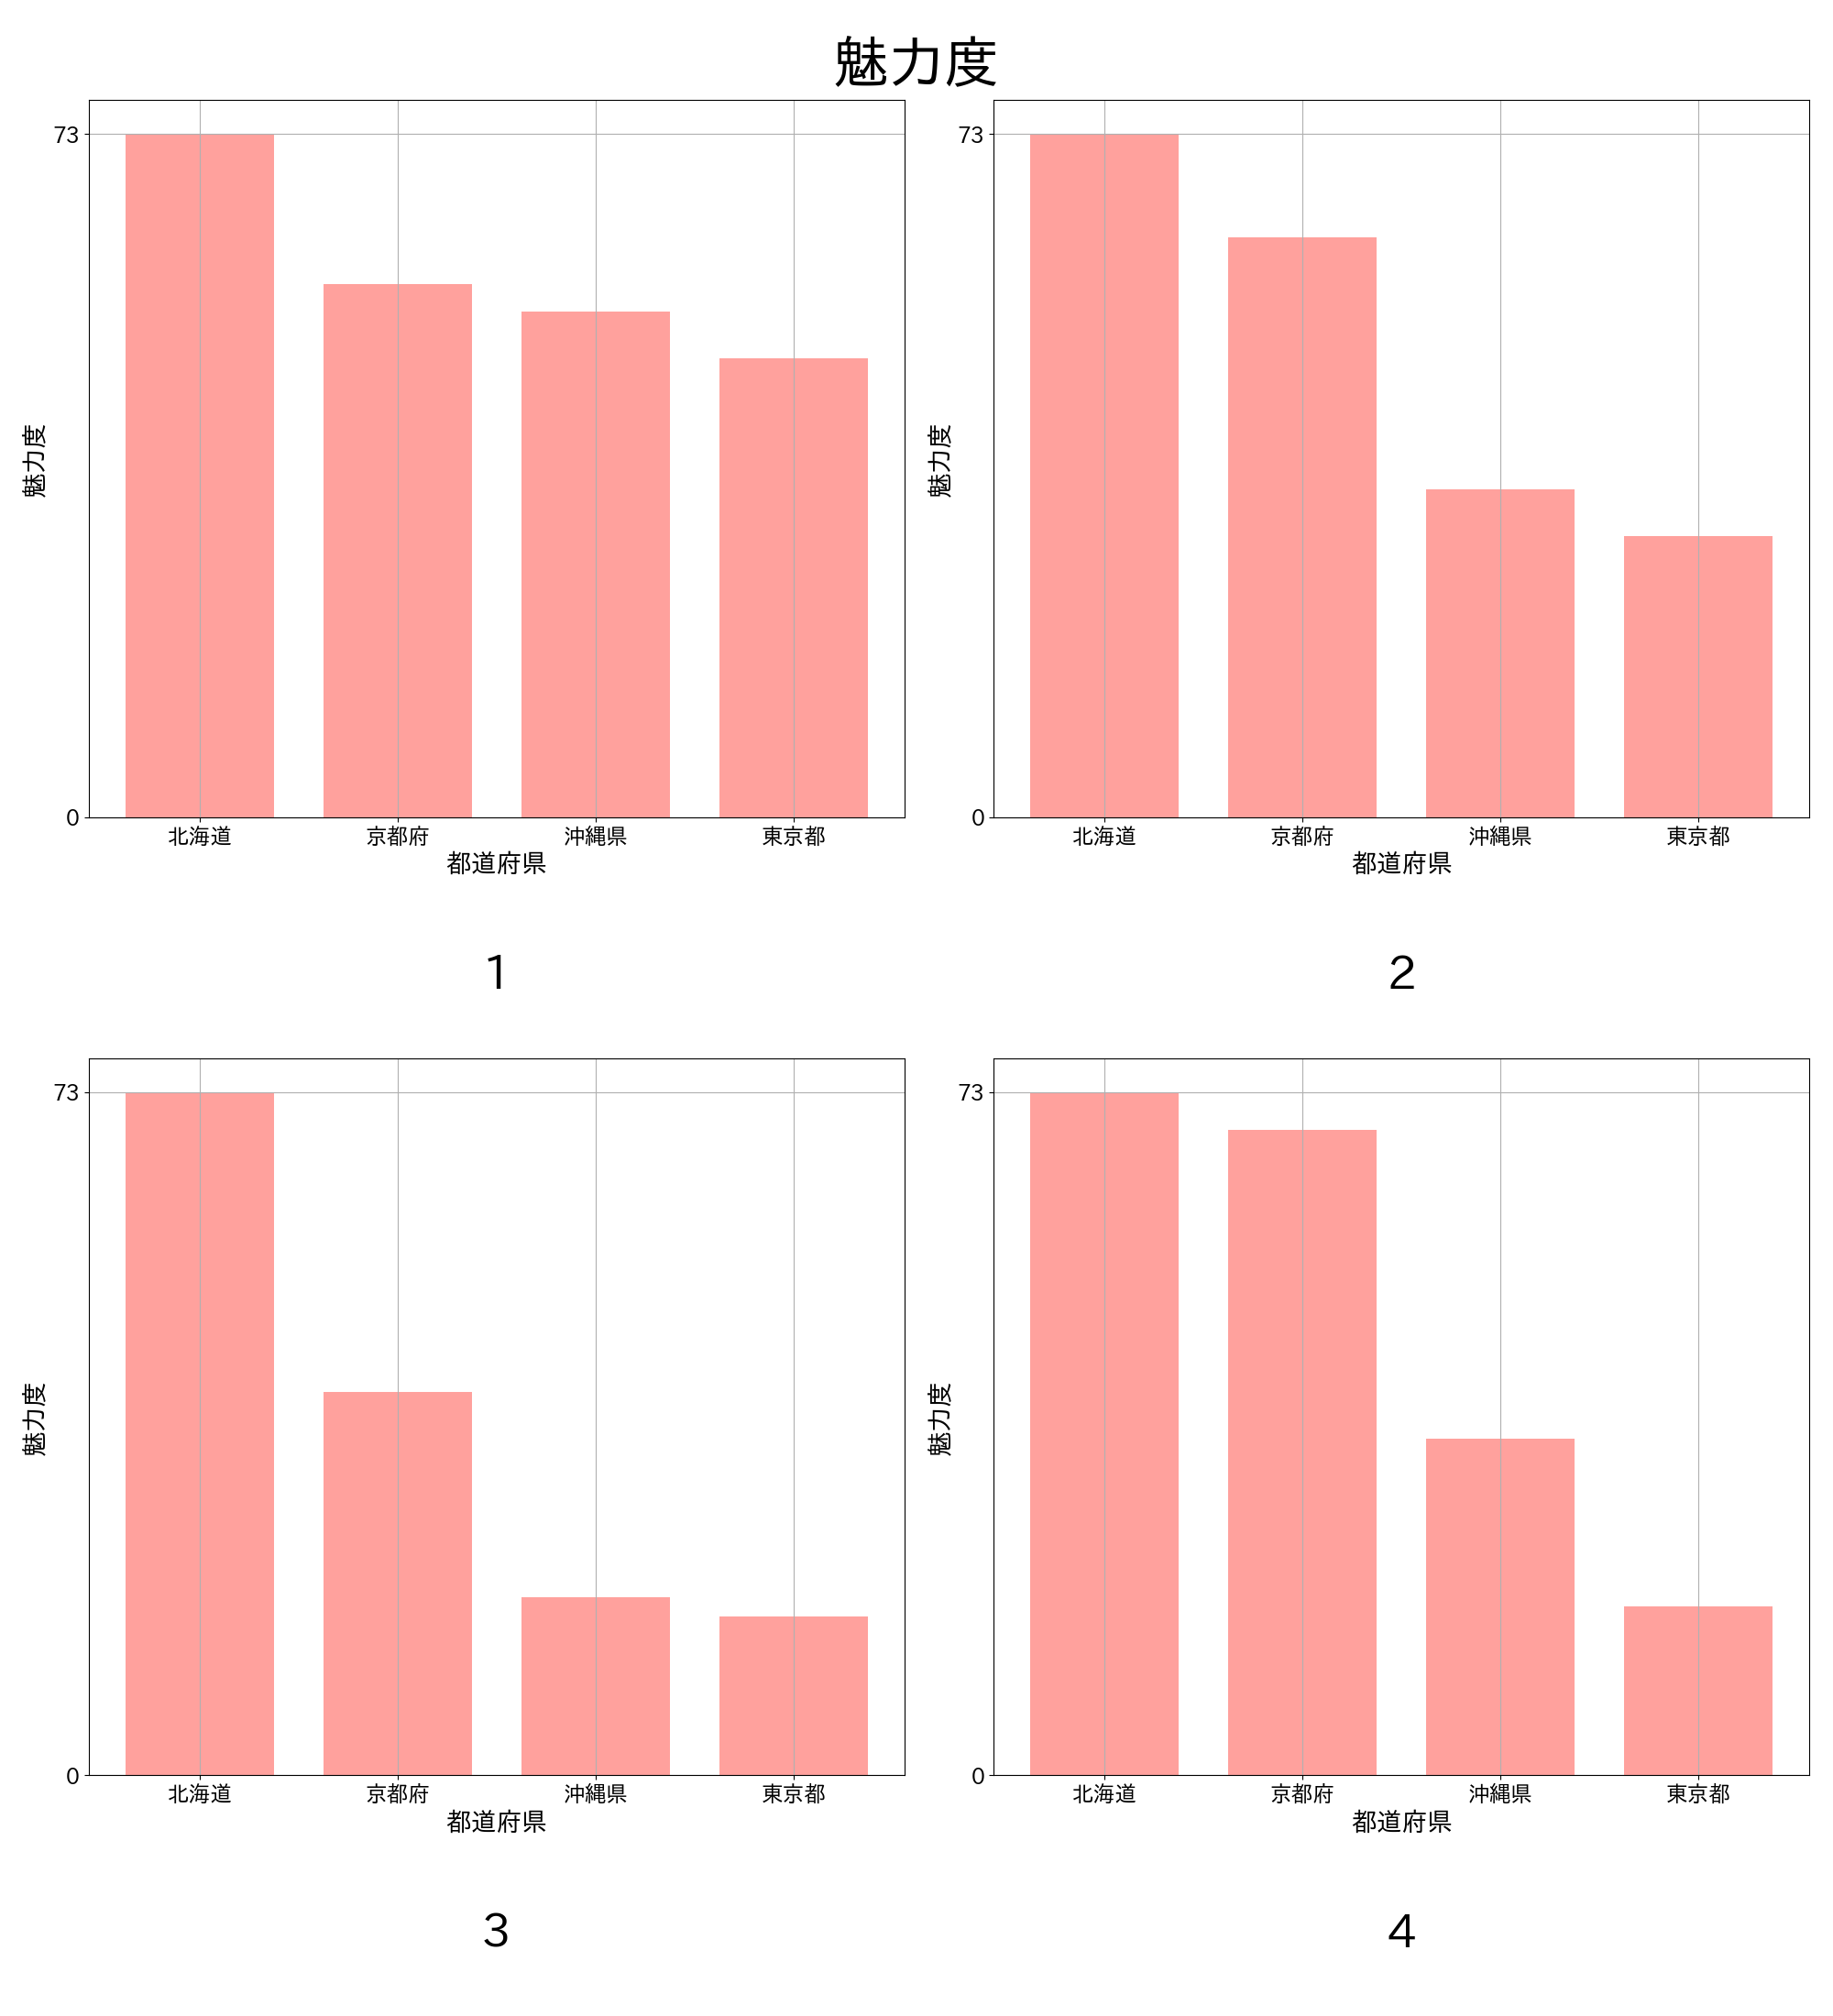 魅力度
73
魅力度
0
北海道 京都府 沖縄県 東京都
都道府県
1
73
魅力度
0
北海道 京都府 沖縄県 東京都
都道府県
2
73
魅力度
0
北海道 京都府 沖縄県 東京都
都道府県
3
73
魅力度
0
北海道 京都府 沖縄県 東京都
都道府県
4